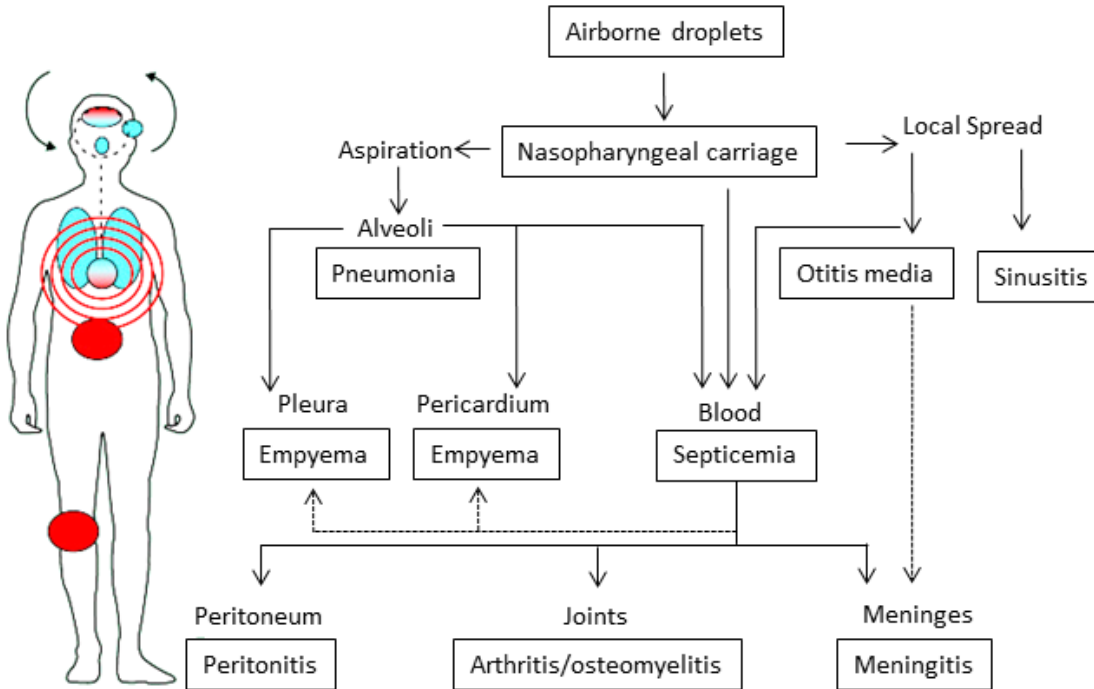 Airborne droplets
Local Spread
Aspiration
Nasopharyngeal carriage
Alveoli
Pneumonia
Otitis media
Sinusitis
Pleura
Pericardium
Blood
Empyema
Empyema
Septicemia
Peritoneum
Joints
Meninges
Peritonitis
Arthritis/osteomyelitis
Meningitis